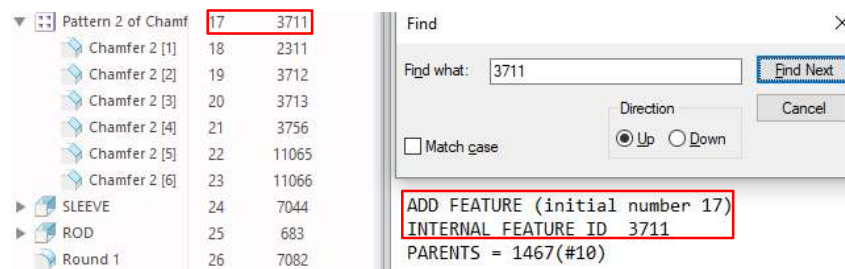 Pattern 2 of Chamf 17 3711
Chamfer 2 [1] 18 2311
Chamfer 2 [2] 19 3712
Chamfer 2 [3] 20 3713
Chamfer 2 [4] 21 3756
Chamfer 2 [5] 22 11065
Chamfer 2 [6] 23 11066
SLEEVE 24 7044
ROD 25 683
Round 1 26 7082
Find
Find what: 3711 Find Next
Direction Cancel
Match case Up Down
ADD FEATURE (initial number 17)
INTERNAL FEATURE ID 3711
PARENTS = 1467(#10)